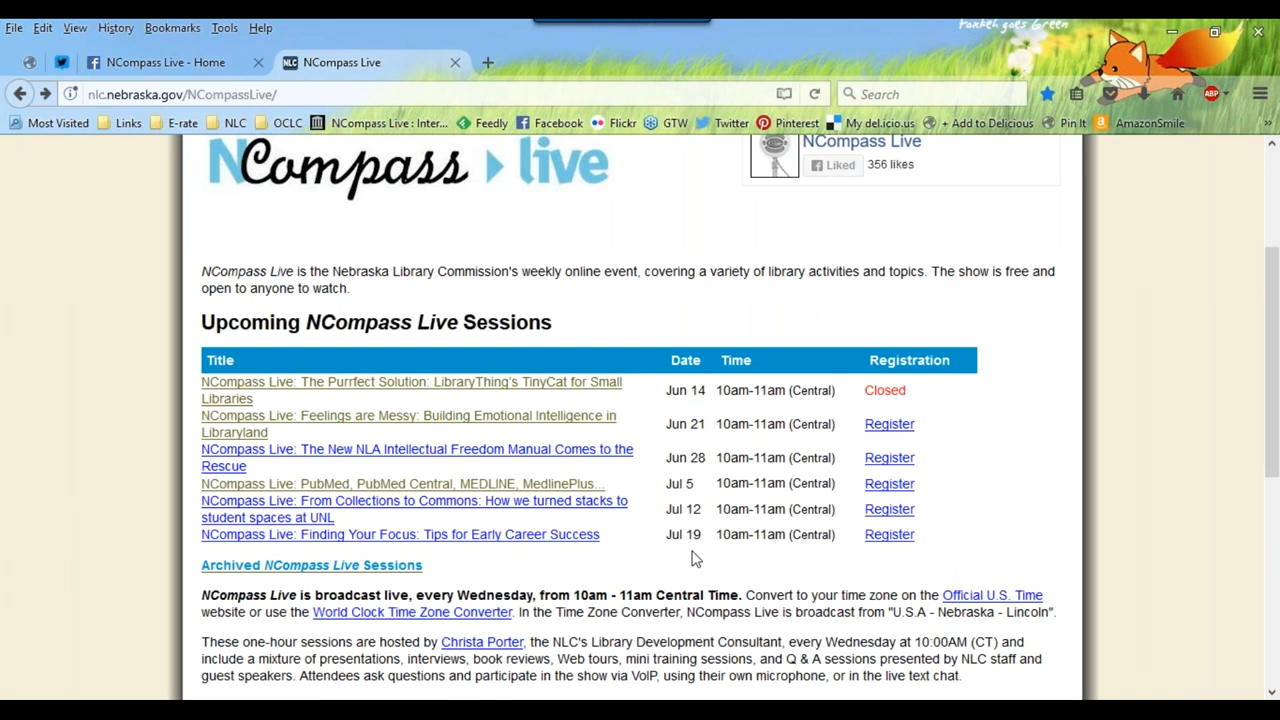 foxkeh goes Green
File Edit View History Bookmarks Tools Help
NCompass Live - Home NLC NCompass Live
nlc.nebraska.gov/NCompassLive/ Search ABP
Most Visited Links E-rate NLC OCLC NCompass Live : Inter... Feedly Facebook Flickr GTW Twitter Pinterest My del.icio.us + Add to Delicious Pin It AmazonSmile
NCompass live
NCompass Live
Liked 356 likes
NCompass Live is the Nebraska Library Commission's weekly online event, covering a variety of library activities and topics. The show is free and
open to anyone to watch.
Upcoming NCompass Live Sessions
Title Date Time Registration
NCompass Live: The Purrfect Solution: LibraryThing's TinyCat for Small
Libraries
Jun 14 10am-11am (Central) Closed
NCompass Live: Feelings are Messy: Building Emotional Intelligence in
Libraryland
Jun 21 10am-11am (Central) Register
NCompass Live: The New NLA Intellectual Freedom Manual Comes to the
Rescue
Jun 28 10am-11am (Central) Register
NCompass Live: PubMed, PubMed Central, MEDLINE, MedlinePlus... Jul 5 10am-11am (Central) Register
NCompass Live: From Collections to Commons: How we turned stacks to
student spaces at UNL
Jul 12 10am-11am (Central) Register
NCompass Live: Finding Your Focus: Tips for Early Career Success Jul 19 10am-11am (Central) Register
Archived NCompass Live Sessions
NCompass Live is broadcast live, every Wednesday, from 10am - 11am Central Time. Convert to your time zone on the Official U.S. Time
website or use the World Clock Time Zone Converter. In the Time Zone Converter, NCompass Live is broadcast from "U.S.A - Nebraska - Lincoln".
These one-hour sessions are hosted by Christa Porter, the NLC's Library Development Consultant, every Wednesday at 10:00AM (CT) and
include a mixture of presentations, interviews, book reviews, Web tours, mini training sessions, and Q & A sessions presented by NLC staff and
guest speakers. Attendees ask questions and participate in the show via VoIP, using their own microphone, or in the live text chat.